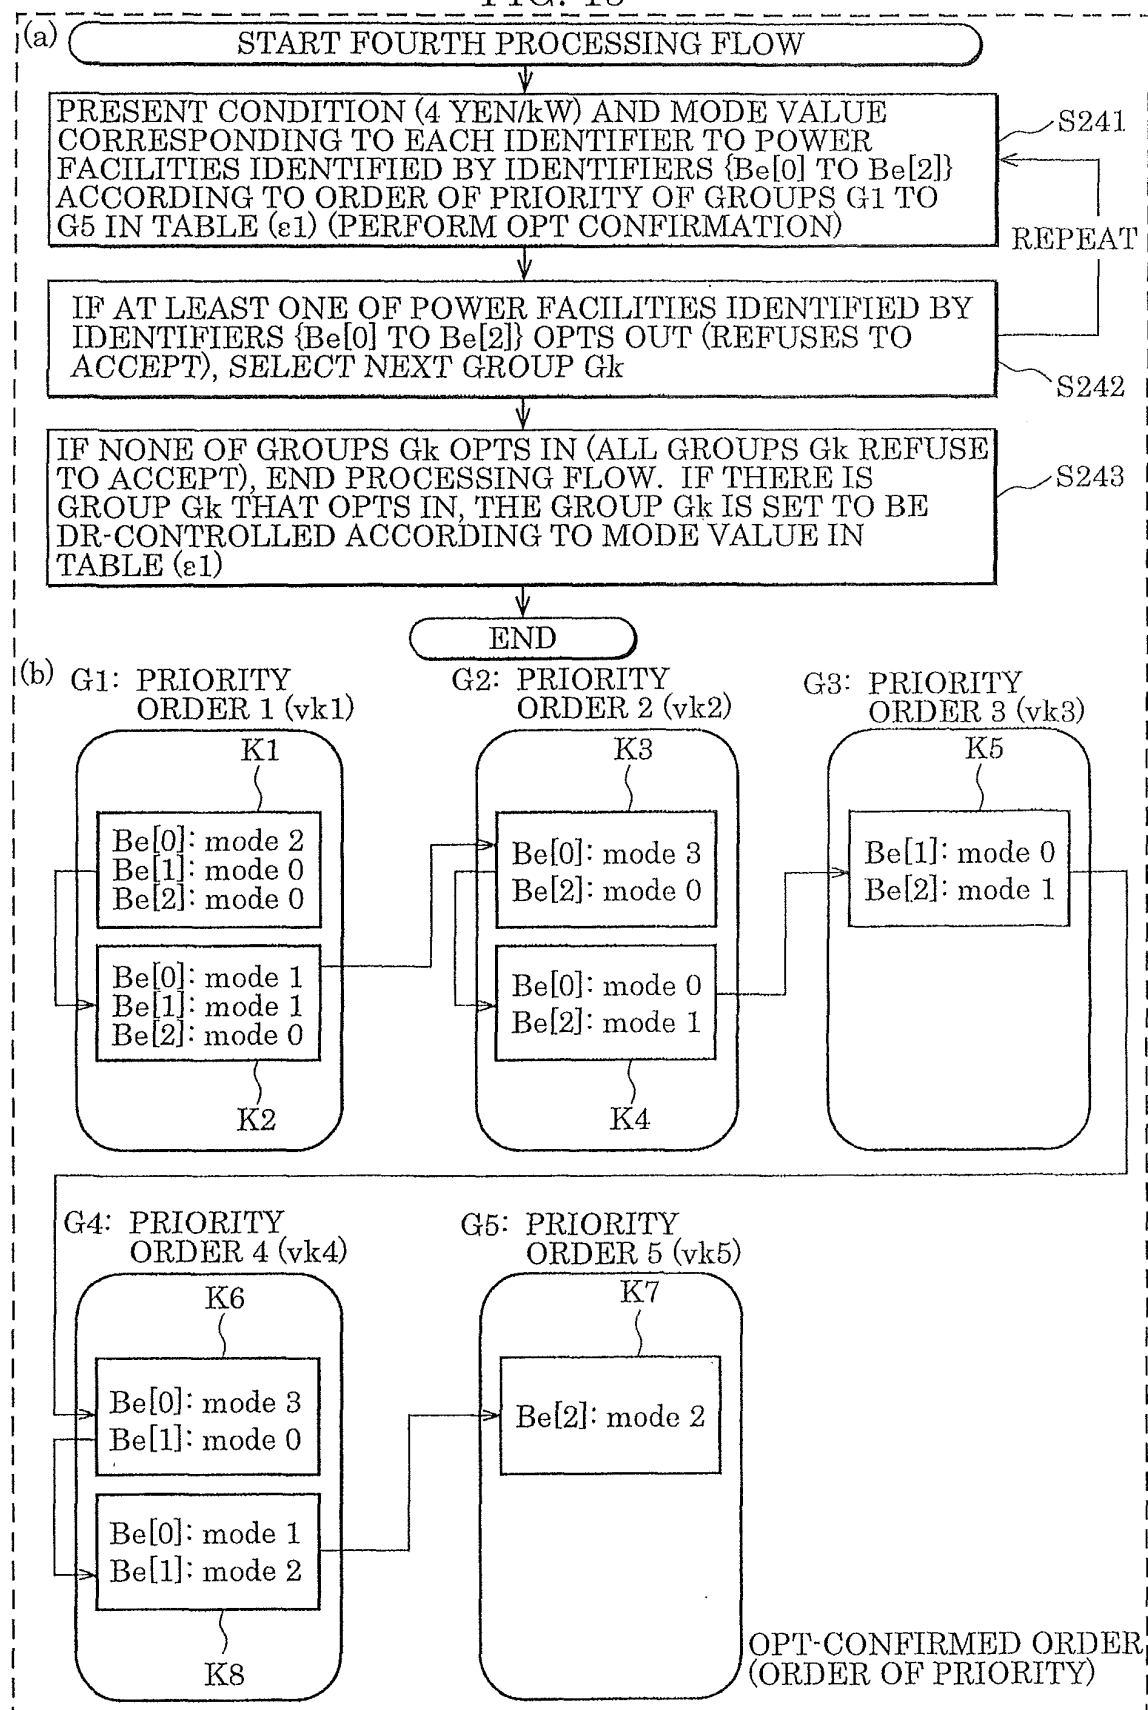 (a)
START FOURTH PROCESSING FLOW
PRESENT CONDITION (4 YEN/kW) AND MODE VALUE
CORRESPONDING TO EACH IDENTIFIER TO POWER
FACILITIES IDENTIFIED BY IDENTIFIERS {Be[0] TO Be[2]}
ACCORDING TO ORDER OF PRIORITY OF GROUPS G1 TO
G5 IN TABLE (ε1) (PERFORM OPT CONFIRMATION)
S241
REPEAT
IF AT LEAST ONE OF POWER FACILITIES IDENTIFIED BY
IDENTIFIERS {Be[0] TO Be[2]} OPTS OUT (REFUSES TO
ACCEPT), SELECT NEXT GROUP Gk
S242
IF NONE OF GROUPS Gk OPTS IN (ALL GROUPS Gk REFUSE
TO ACCEPT), END PROCESSING FLOW. IF THERE IS
GROUP Gk THAT OPTS IN, THE GROUP Gk IS SET TO BE
DR-CONTROLLED ACCORDING TO MODE VALUE IN
TABLE (ε1)
S243
END
(b)
G1: PRIORITY
ORDER 1 (vk1)
K1
Be[0]: mode 2
Be[1]: mode 0
Be[2]: mode 0
Be[0]: mode 1
Be[1]: mode 1
Be[2]: mode 0
K2
G2: PRIORITY
ORDER 2 (vk2)
K3
Be[0]: mode 3
Be[2]: mode 0
Be[0]: mode 0
Be[2]: mode 1
K4
G3: PRIORITY
ORDER 3 (vk3)
K5
Be[1]: mode 0
Be[2]: mode 1
G4: PRIORITY
ORDER 4 (vk4)
K6
Be[0]: mode 3
Be[1]: mode 0
Be[0]: mode 1
Be[1]: mode 2
K8
G5: PRIORITY
ORDER 5 (vk5)
K7
Be[2]: mode 2
OPT-CONFIRMED ORDER
(ORDER OF PRIORITY)